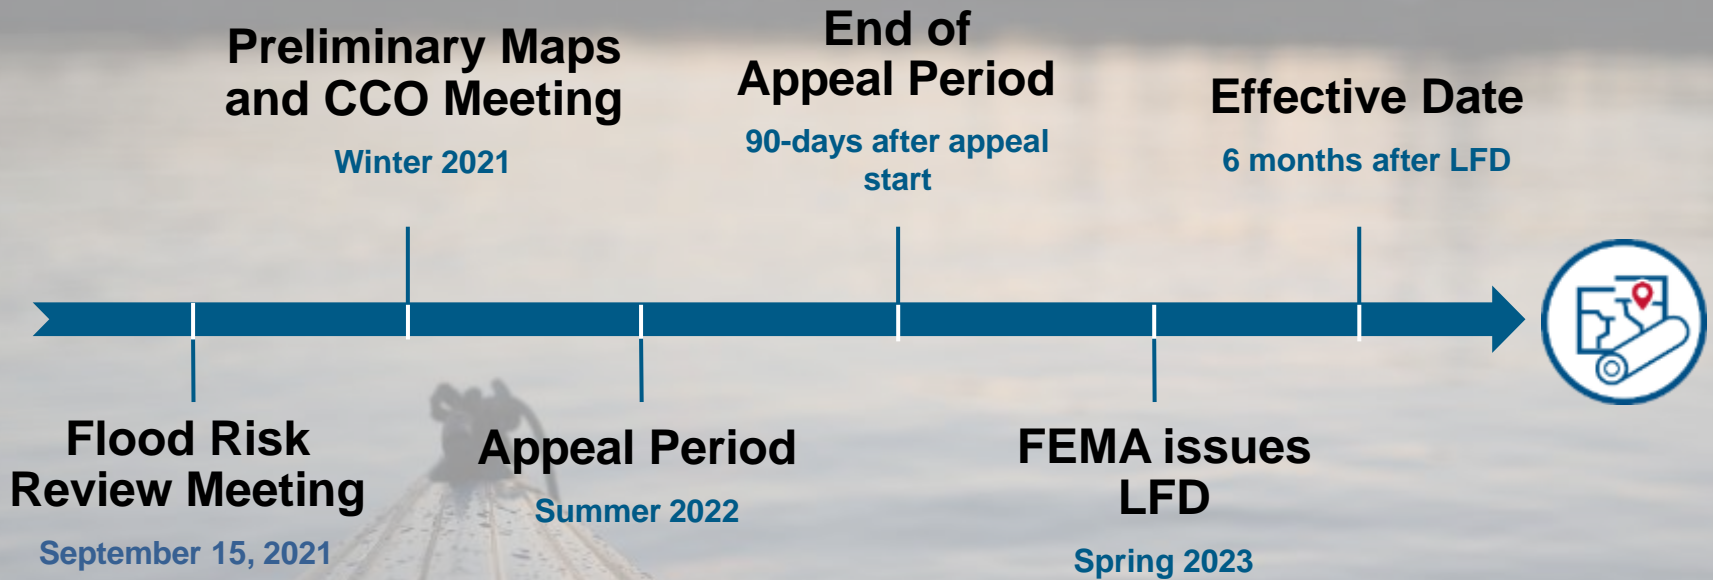 Preliminary Maps
and CCO Meeting
Winter 2021
End of
Appeal Period
90-days after appeal
start
Effective Date
6 months after LFD
Flood Risk
Review Meeting
September 15, 2021
Appeal Period
Summer 2022
FEMA issues
LFD
Spring 2023